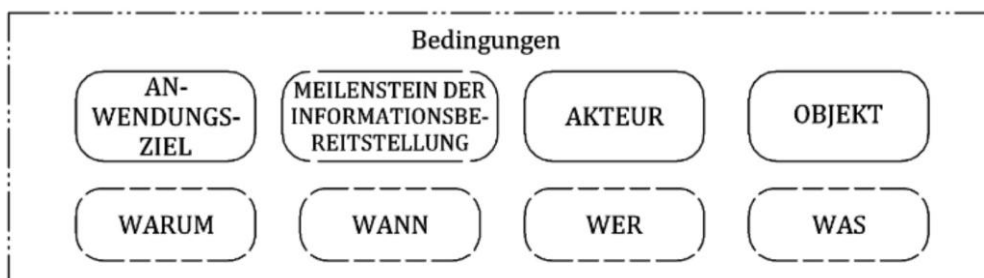 Bedingungen
AN-
WENDUNGS-
ZIEL
MEILENSTEIN DER
INFORMATIONSBE-
REITSTELLUNG
AKTEUR
OBJEKT
WARUM
WANN
WER
WAS